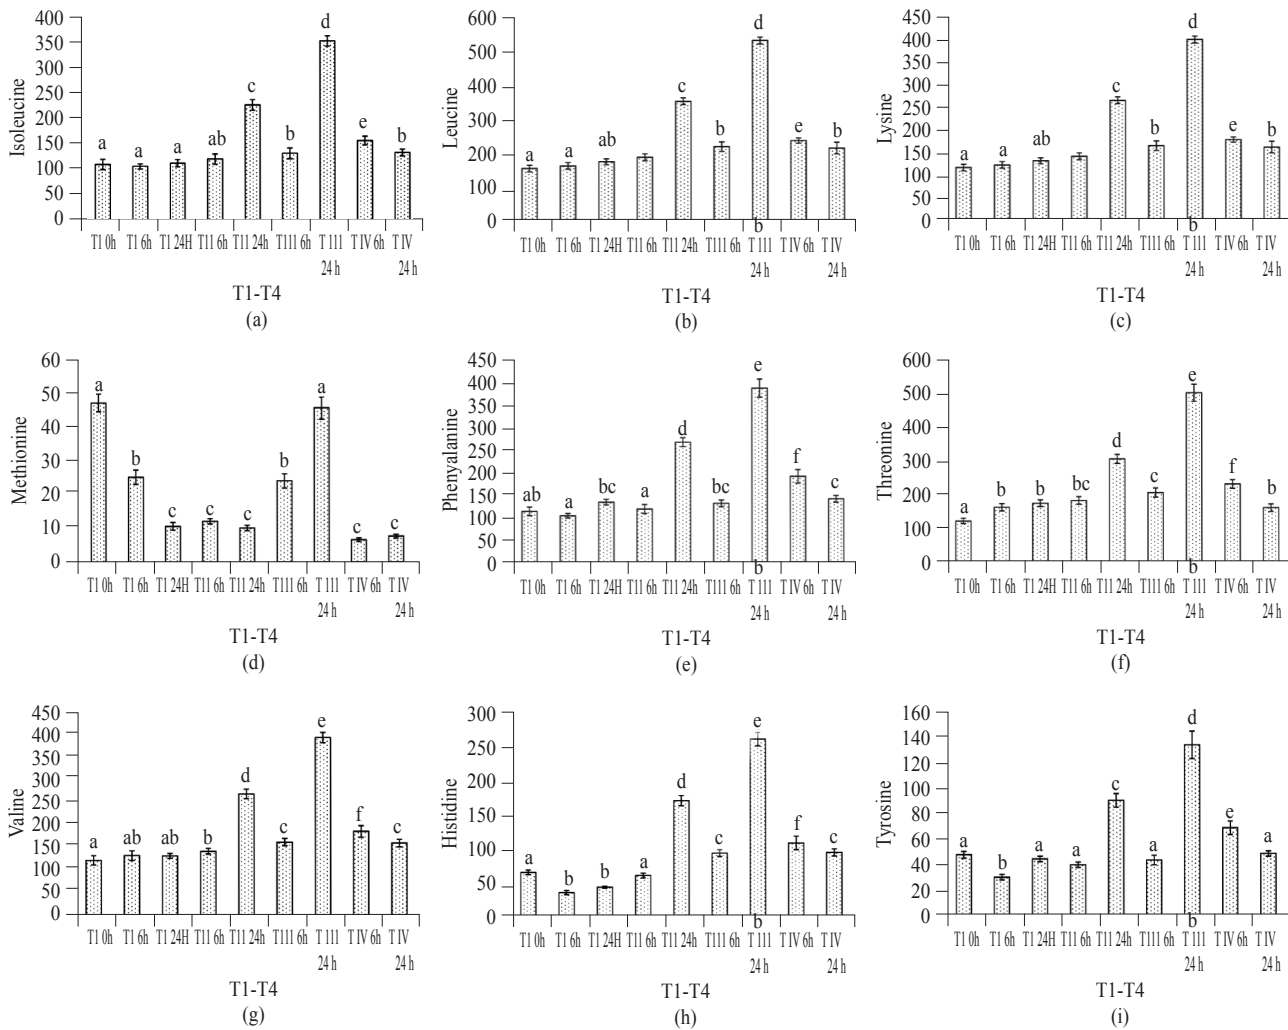 400
350
300
250
200
150
100
50
0
Isoleucine
a
a
a
ab
c
b
d
e
b
T1 0h T1 6h T1 24H T11 6h T11 24h T111 6h T 111 T IV 6h T IV
24 h 24 h
T1-T4
(a)
600
500
400
300
200
100
0
Leucine
a
a
ab
c
b
d
e
b
b
T1 0h T1 6h T1 24H T11 6h T11 24h T111 6h T 111 T IV 6h T IV
24 h 24 h
T1-T4
(b)
450
400
350
300
250
200
150
100
50
0
Lysine
a
a
ab
c
b
d
e
b
b
T1 0h T1 6h T1 24H T11 6h T11 24h T111 6h T 111 T IV 6h T IV
24 h 24 h
T1-T4
(c)
60
50
40
30
20
10
0
Methionine
a
b
c
c
c
b
a
c
c
T1 0h T1 6h T1 24H T11 6h T11 24h T111 6h T 111 T IV 6h T IV
24 h 24 h
T1-T4
(d)
450
400
350
300
250
200
150
100
50
0
Phenyalanine
ab
a
bc
a
d
bc
e
f
c
b
T1 0h T1 6h T1 24H T11 6h T11 24h T111 6h T 111 T IV 6h T IV
24 h 24 h
T1-T4
(e)
600
500
400
300
200
100
0
Threonine
a
b
b
bc
d
c
e
f
b
b
T1 0h T1 6h T1 24H T11 6h T11 24h T111 6h T 111 T IV 6h T IV
24 h 24 h
T1-T4
(f)
450
400
350
300
250
200
150
100
50
0
Valine
a
ab
ab
b
d
c
e
f
c
T1 0h T1 6h T1 24H T11 6h T11 24h T111 6h T 111 T IV 6h T IV
24 h 24 h
T1-T4
(g)
300
250
200
150
100
50
0
Histidine
a
b
b
a
d
c
e
f
c
b
T1 0h T1 6h T1 24H T11 6h T11 24h T111 6h T 111 T IV 6h T IV
24 h 24 h
T1-T4
(h)
160
140
120
100
80
60
40
20
0
Tyrosine
a
b
a
a
c
a
d
e
a
b
T1 0h T1 6h T1 24H T11 6h T11 24h T111 6h T 111 T IV 6h T IV
24 h 24 h
T1-T4
(i)